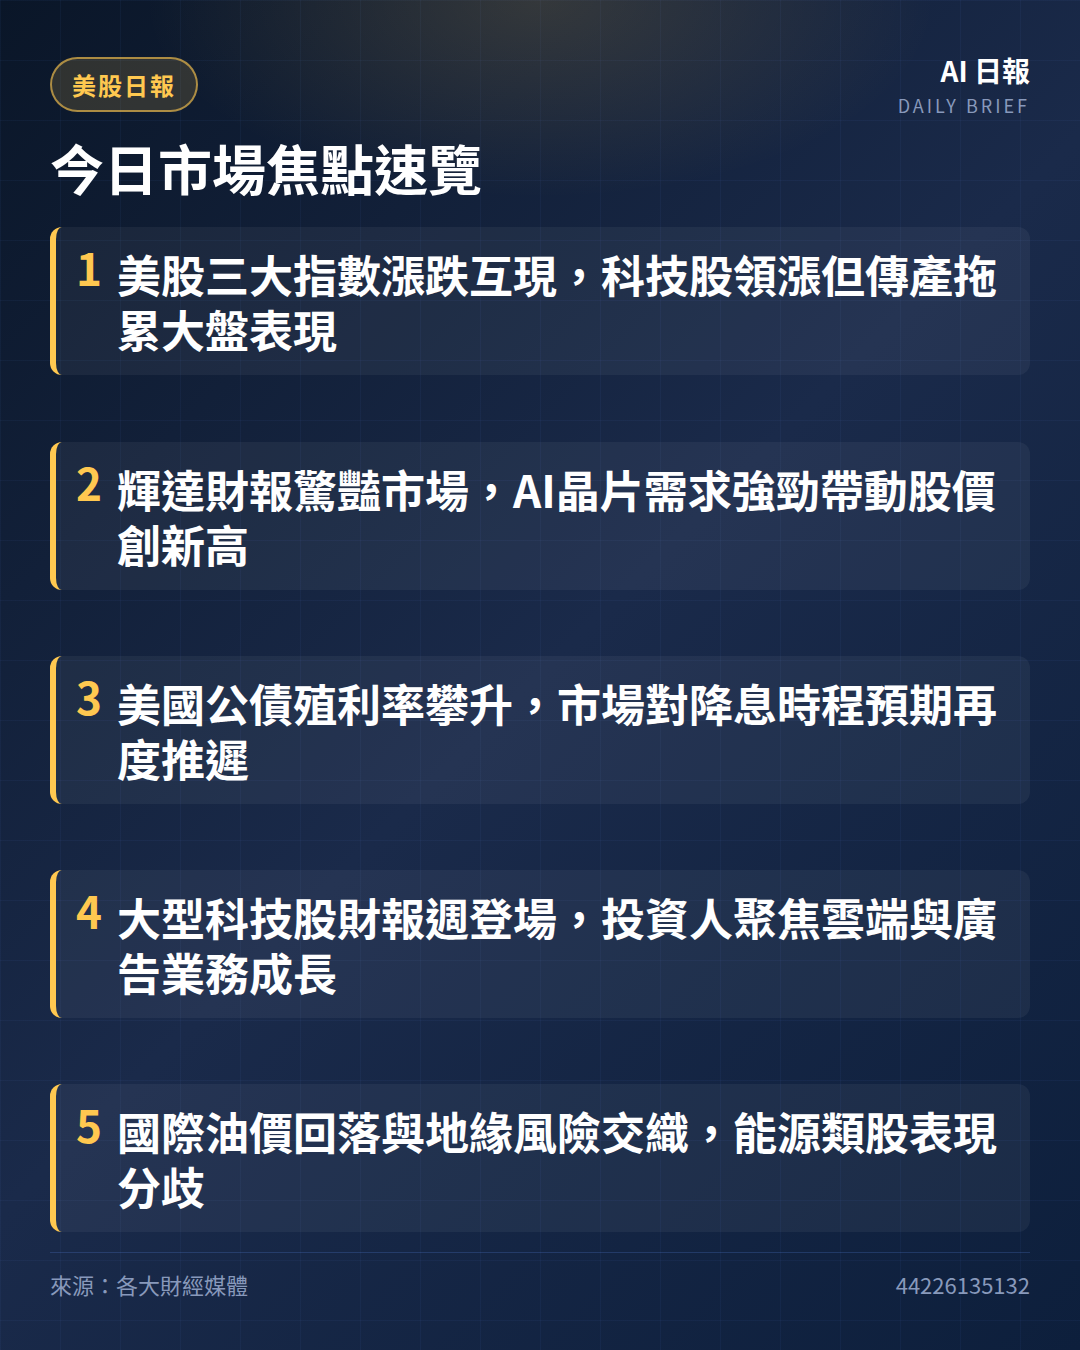 美股日報
AI 日報
DAILY BRIEF
今日市場焦點速覽
1 美股三大指數漲跌互現，科技股領漲但傳產拖
累大盤表現
2 輝達財報驚豔市場，AI晶片需求強勁帶動股價
創新高
3 美國公債殖利率攀升，市場對降息時程預期再
度推遲
4 大型科技股財報週登場，投資人聚焦雲端與廣
告業務成長
5 國際油價回落與地緣風險交織，能源類股表現
分歧
來源：各大財經媒體
44226135132